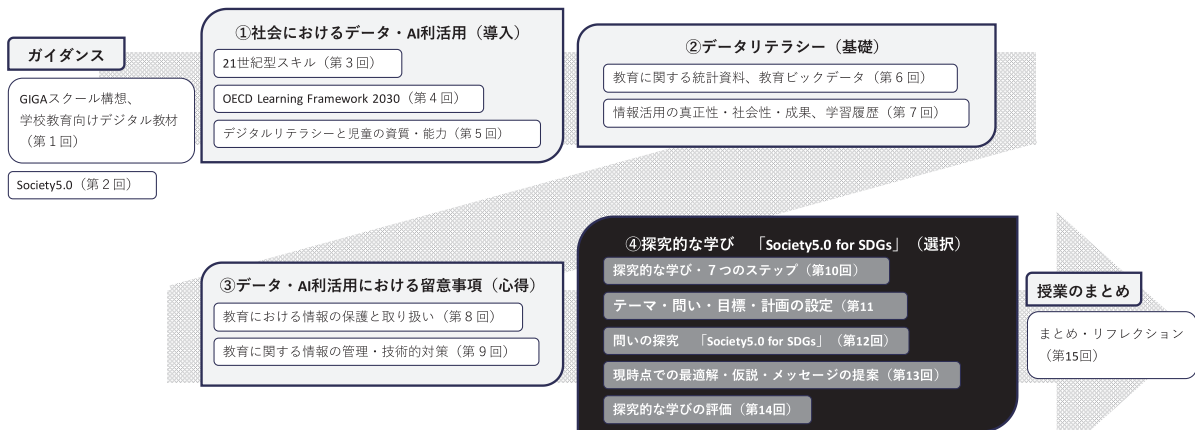 ガイダンス
GIGAスクール構想、
学校教育向けデジタル教材
（第１回）
Society5.0（第２回）
①社会におけるデータ・AI利活用（導入）
21世紀型スキル（第３回）
OECD Learning Framework 2030（第４回）
デジタルリテラシーと児童の資質・能力（第５回）
②データリテラシー（基礎）
教育に関する統計資料、教育ビックデータ（第６回）
情報活用の真正性・社会性・成果、学習履歴（第７回）
③データ・AI利活用における留意事項（心得）
教育における情報の保護と取り扱い（第８回）
教育に関する情報の管理・技術的対策（第９回）
④探究的な学び　「Society5.0 for SDGs」（選択）
探究的な学び・７つのステップ（第10回）
テーマ・問い・目標・計画の設定（第11
問いの探究　「Society5.0 for SDGs」（第12回）
現時点での最適解・仮説・メッセージの提案（第13回）
探究的な学びの評価（第14回）
授業のまとめ
まとめ・リフレクション
（第15回）